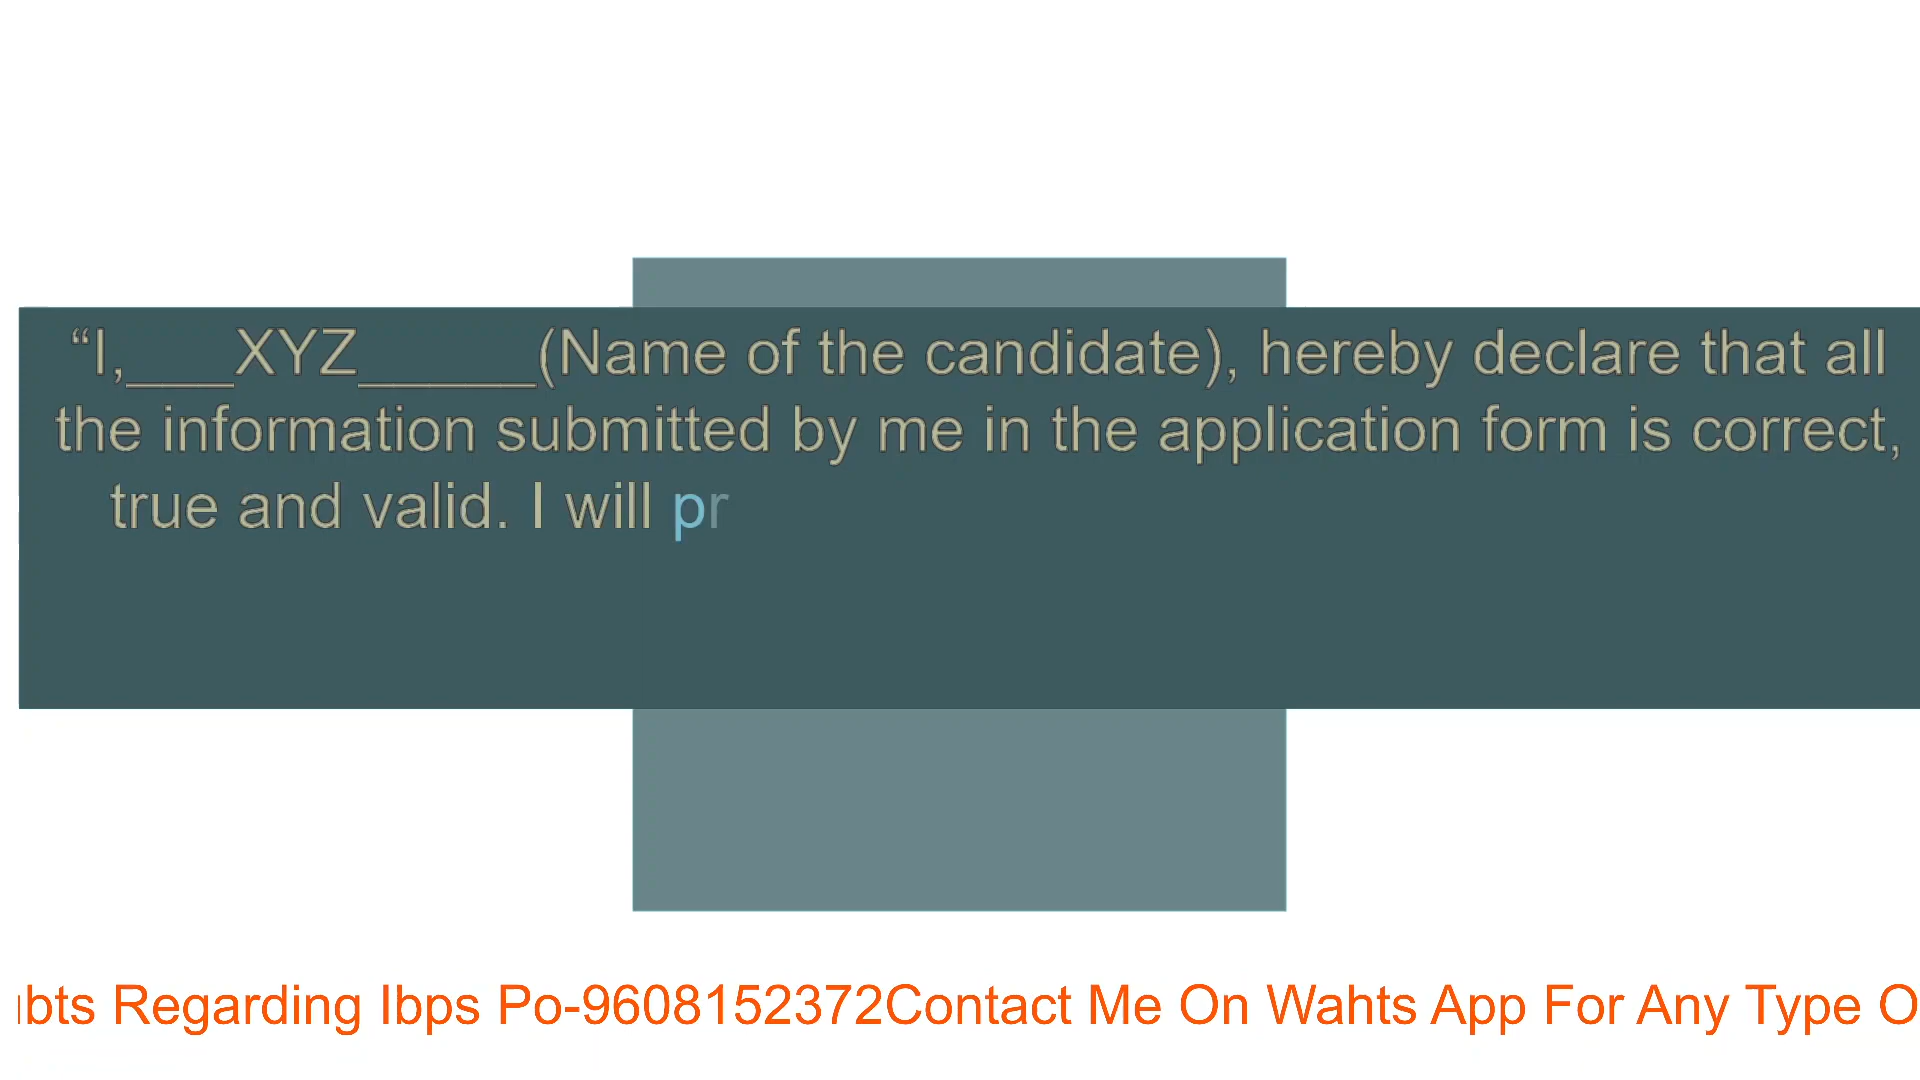 “I,___XYZ_____(Name of the candidate), hereby declare that all
the information submitted by me in the application form is correct,
true and valid. I will pr
bts Regarding Ibps Po-9608152372Contact Me On Wahts App For Any Type O